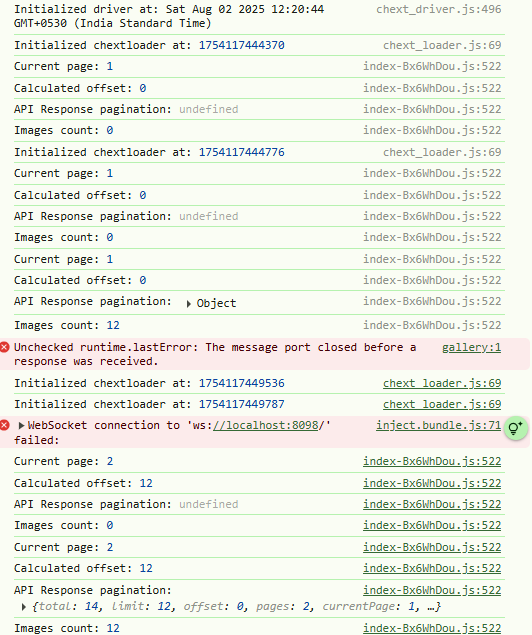 Initialized driver at: Sat Aug 02 2025 12:20:44 chext_driver.js:496
GMT+0530 (India Standard Time)
Initialized chextloader at: 1754117444370 chext_loader.js:69
Current page: 1 index-Bx6WhDou.js:522
Calculated offset: 0 index-Bx6WhDou.js:522
API Response pagination: undefined index-Bx6WhDou.js:522
Images count: 0 index-Bx6WhDou.js:522
Initialized chextloader at: 1754117444776 chext_loader.js:69
Current page: 1 index-Bx6WhDou.js:522
Calculated offset: 0 index-Bx6WhDou.js:522
API Response pagination: undefined index-Bx6WhDou.js:522
Images count: 0 index-Bx6WhDou.js:522
Current page: 1 index-Bx6WhDou.js:522
Calculated offset: 0 index-Bx6WhDou.js:522
API Response pagination: Object index-Bx6WhDou.js:522
Images count: 12 index-Bx6WhDou.js:522
Unchecked runtime.lastError: The message port closed before a gallery:1
response was received.
Initialized chextloader at: 1754117449536 chext_loader.js:69
Initialized chextloader at: 1754117449787 chext_loader.js:69
WebSocket connection to 'ws://localhost:8098/' inject.bundle.js:71
failed:
Current page: 2 index-Bx6WhDou.js:522
Calculated offset: 12 index-Bx6WhDou.js:522
API Response pagination: undefined index-Bx6WhDou.js:522
Images count: 0 index-Bx6WhDou.js:522
Current page: 2 index-Bx6WhDou.js:522
Calculated offset: 12 index-Bx6WhDou.js:522
API Response pagination: index-Bx6WhDou.js:522
{total: 14, limit: 12, offset: 0, pages: 2, currentPage: 1, …}
Images count: 12 index-Bx6WhDou.js:522